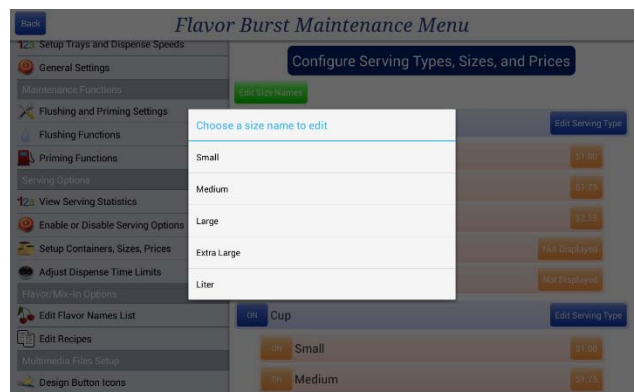 Back
Flavor Burst Maintenance Menu
123 Setup Trays and Dispense Speeds
General Settings
Maintenance Functions
Flushing and Priming Settings
Flushing Functions
Priming Functions
Serving Options
123 View Serving Statistics
Enable or Disable Serving Options
Setup Containers, Sizes, Prices
Adjust Dispense Time Limits
Flavor/Mix-In Options
Edit Flavor Names List
Edit Recipes
Multimedia Files Setup
Design Button Icons
Configure Serving Types, Sizes, and Prices
Edit Size Names
Edit Serving Type
$1.00
$1.75
Not Displayed
Not Displayed
Choose a size name to edit
Small
Medium
Large
Extra Large
Liter
ON Cup Edit Serving Type
ON Small $1.00
ON Medium $1.75